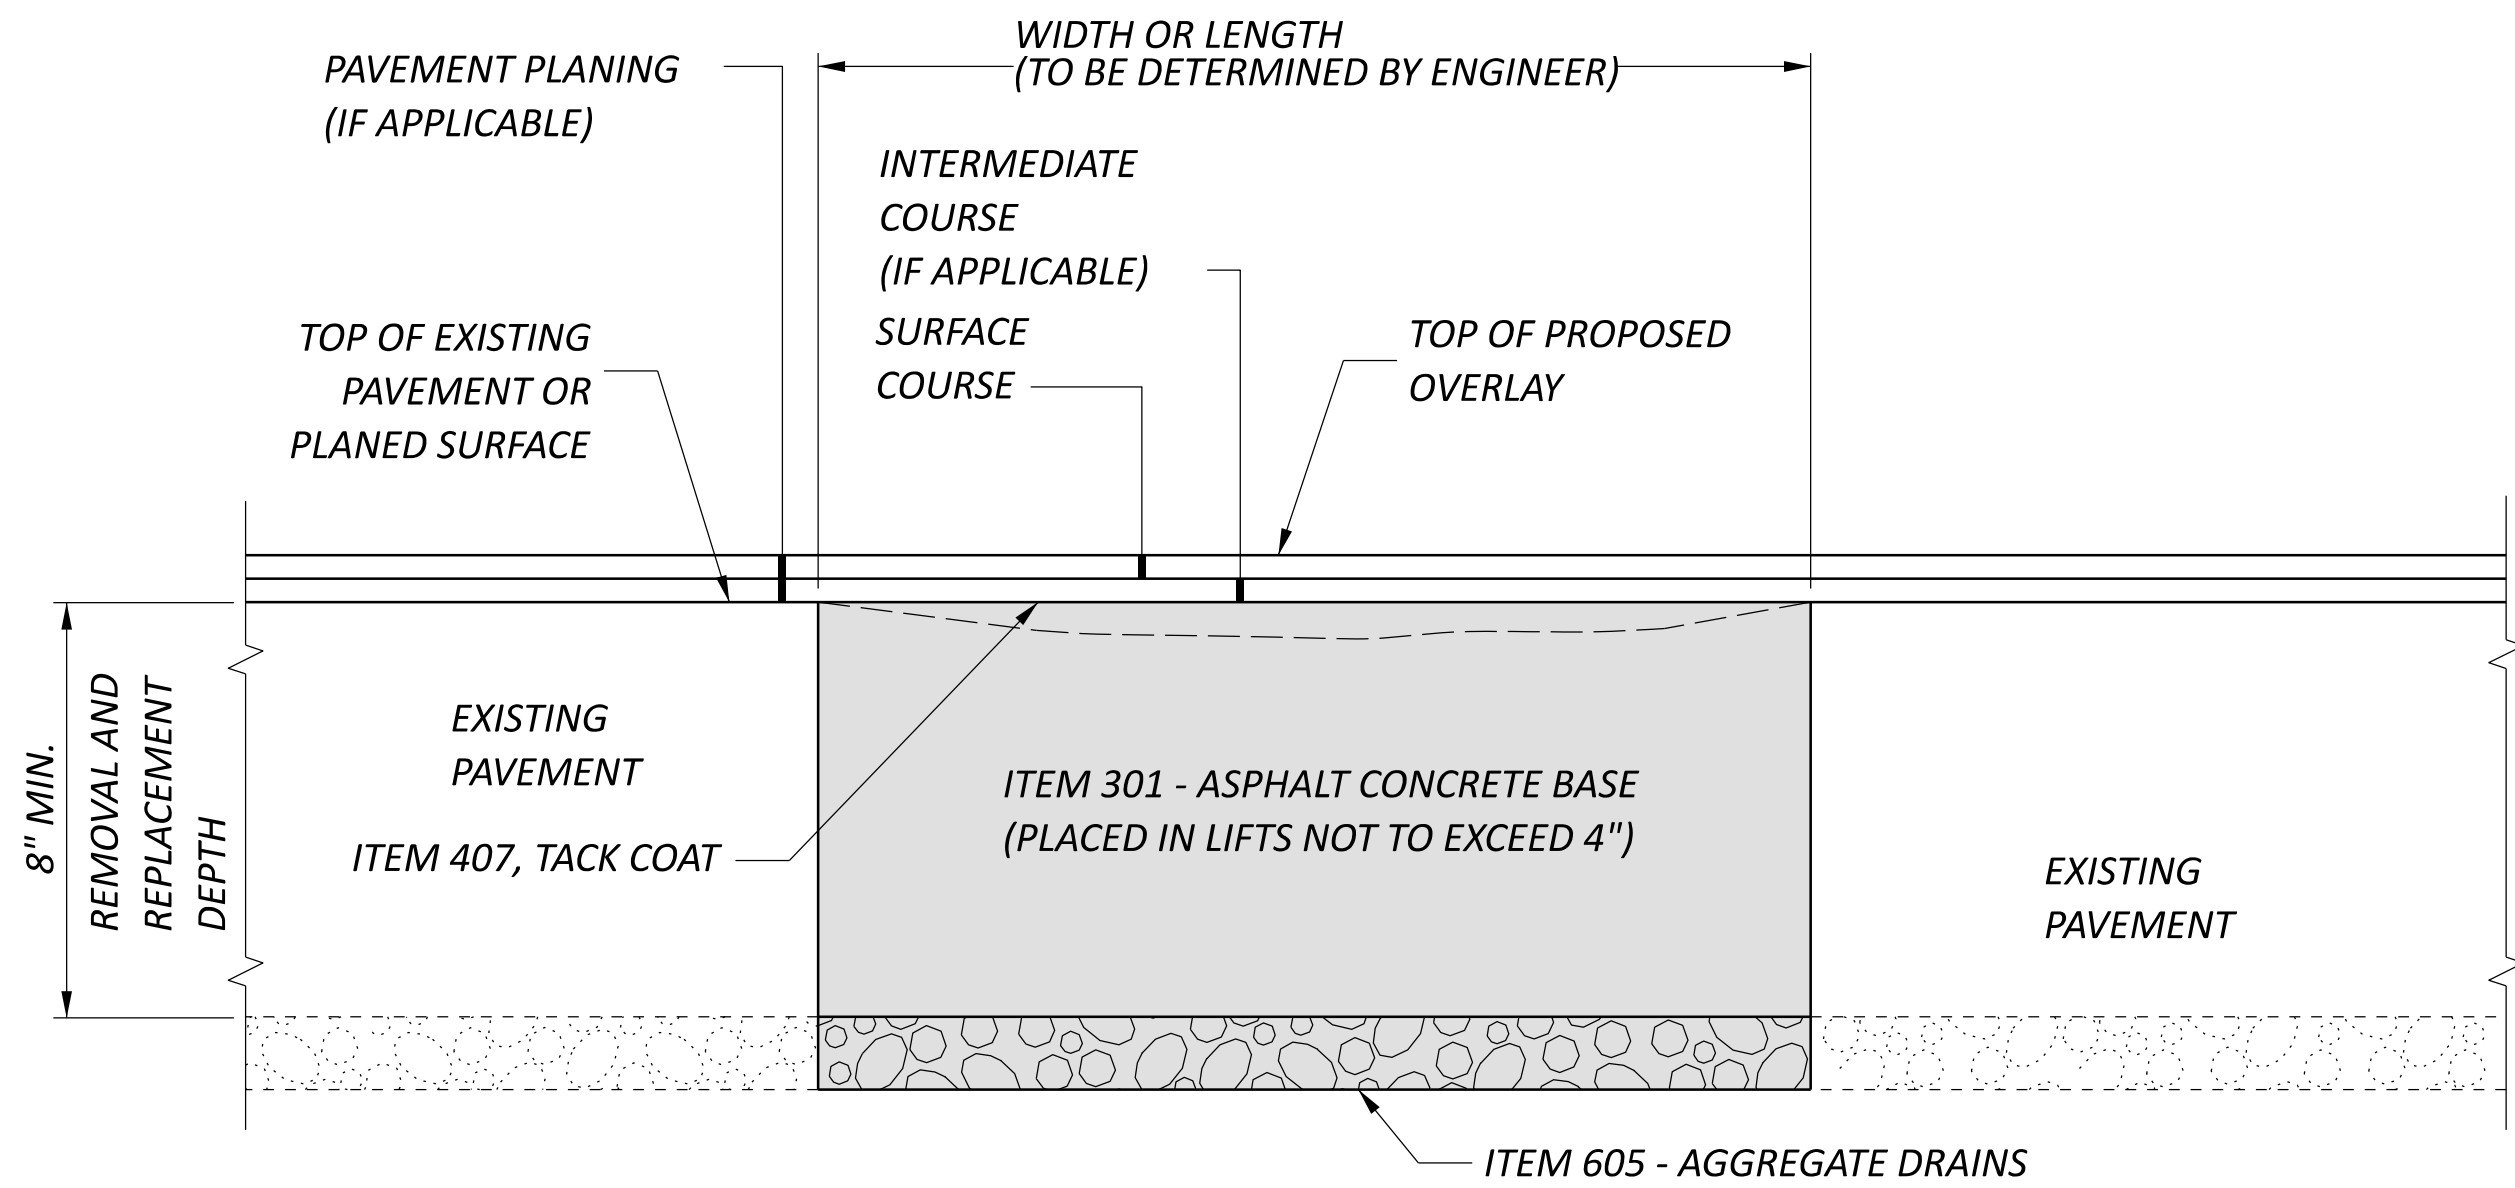 WIDTH OR LENGTH
(TO BE DETERMINED BY ENGINEER)
PAVEMENT PLANING
(IF APPLICABLE)
INTERMEDIATE
COURSE
(IF APPLICABLE)
SURFACE
COURSE
TOP OF EXISTING
PAVEMENT OR
PLANED SURFACE
TOP OF PROPOSED
OVERLAY
8" MIN.
REMOVAL AND
REPLACEMENT
DEPTH
EXISTING
PAVEMENT
ITEM 407, TACK COAT
ITEM 301 - ASPHALT CONCRETE BASE
(PLACED IN LIFTS NOT TO EXCEED 4")
EXISTING
PAVEMENT
ITEM 605 - AGGREGATE DRAINS